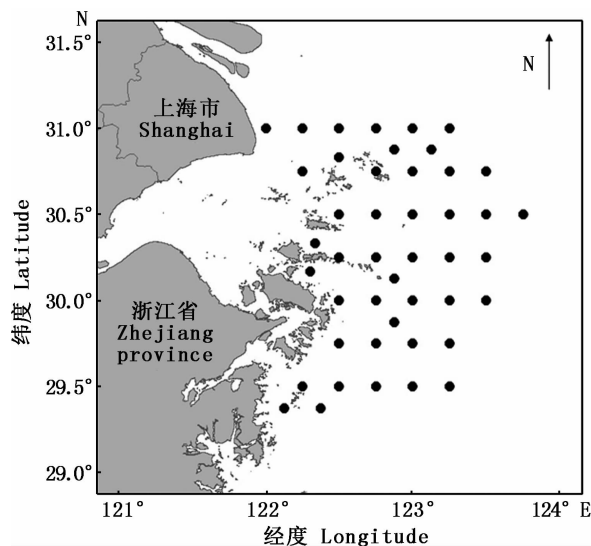 N
31.5°
N
上海市
Shanghai
31.0°
30.5°
纬度 Latitude
30.0°
浙江省
Zhejiang
province
29.5°
29.0°
121° 122° 123° 124° E
经度 Longitude